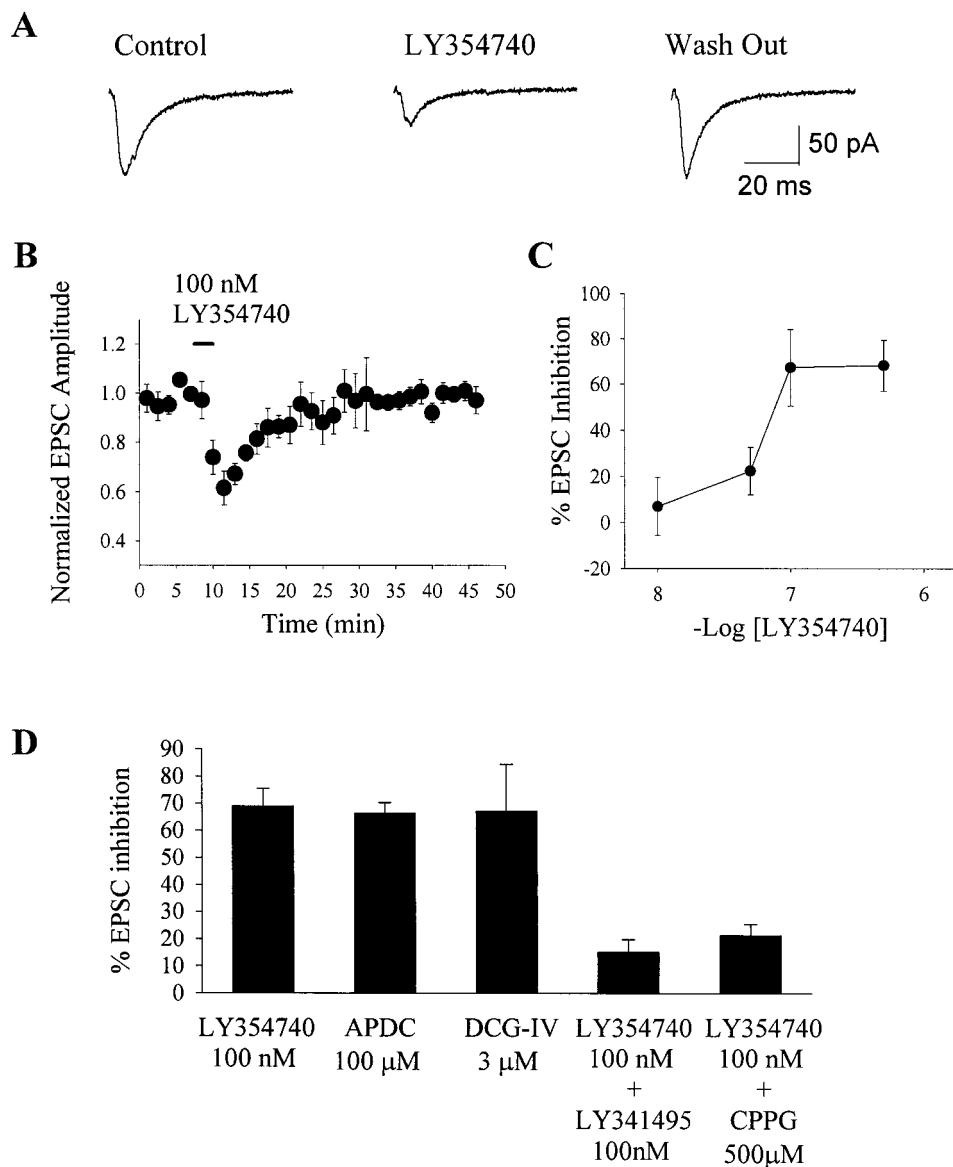 A
Control
LY354740
Wash Out
50 pA
20 ms
B
100 nM
LY354740
Normalized EPSC Amplitude
1.2
1.0
0.8
0.6
0.4
0 5 10 15 20 25 30 35 40 45 50
Time (min)
C
% EPSC Inhibition
100
80
60
40
20
0
-20
8 7 6
-Log [LY354740]
D
% EPSC inhibition
90
80
70
60
50
40
30
20
10
0
LY354740 APDC DCG-IV LY354740 LY354740
100 nM 100 μM 3 μM 100 nM 100 nM
+ +
LY341495 CPPG
100nM 500μM